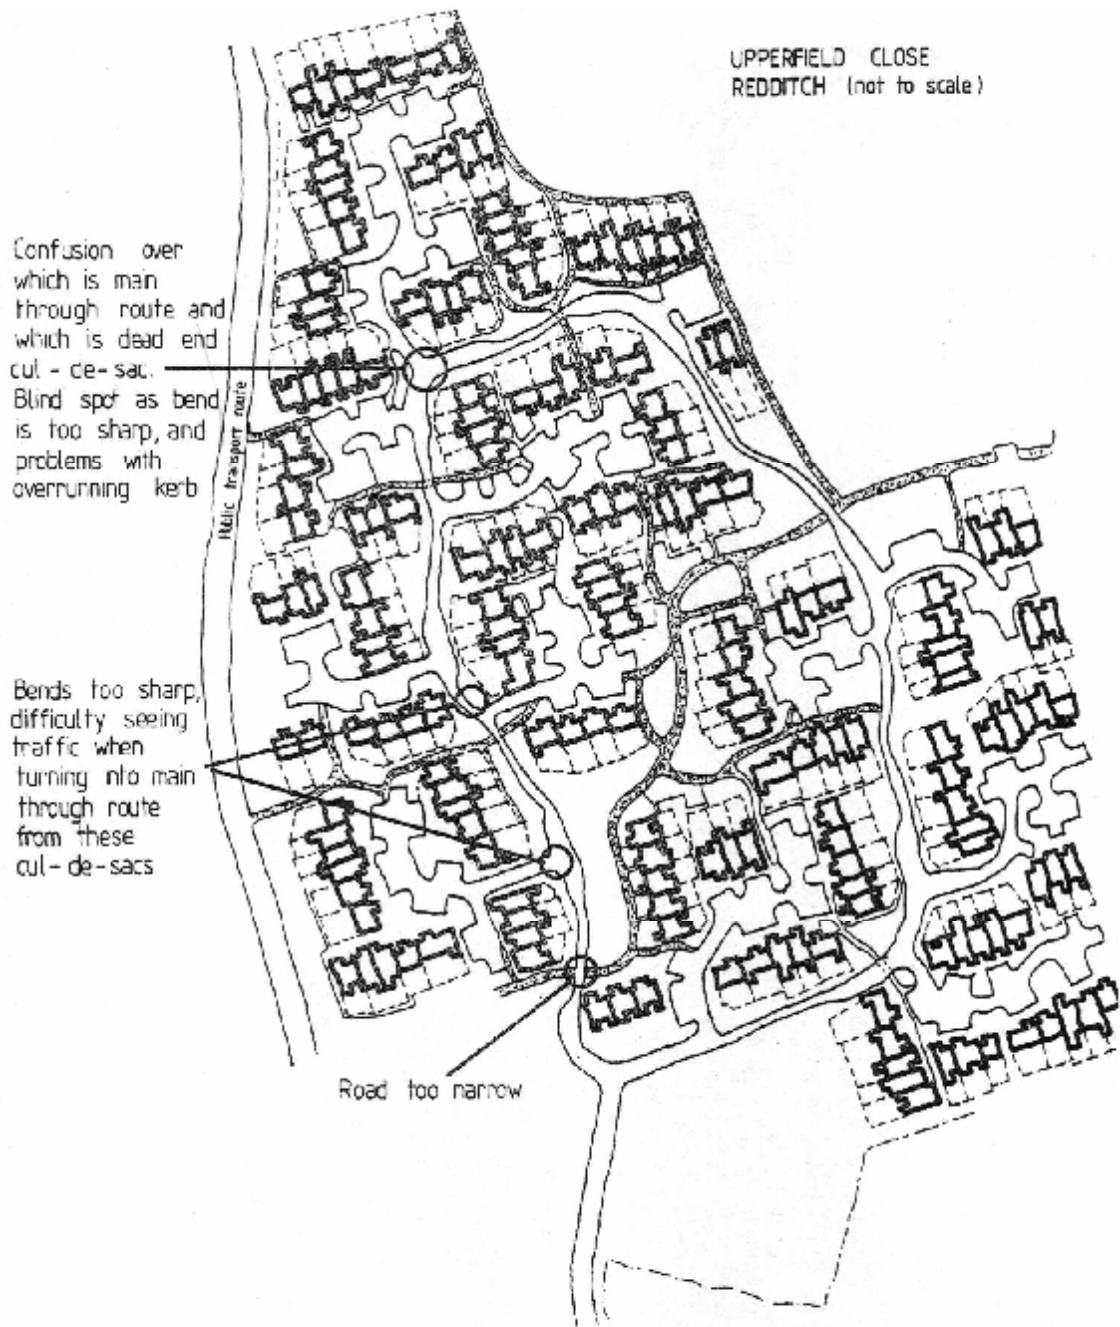 UPPERFIELD CLOSE
REDDITCH (not to scale)
Confusion over
which is main
through route and
which is dead end
cul-de-sac.
Blind spot as bend
is too sharp, and
problems with
overrunning kerb
Public transport route
Bends too sharp,
difficulty seeing
traffic when
turning into main
through route
from these
cul-de-sacs
Road too narrow